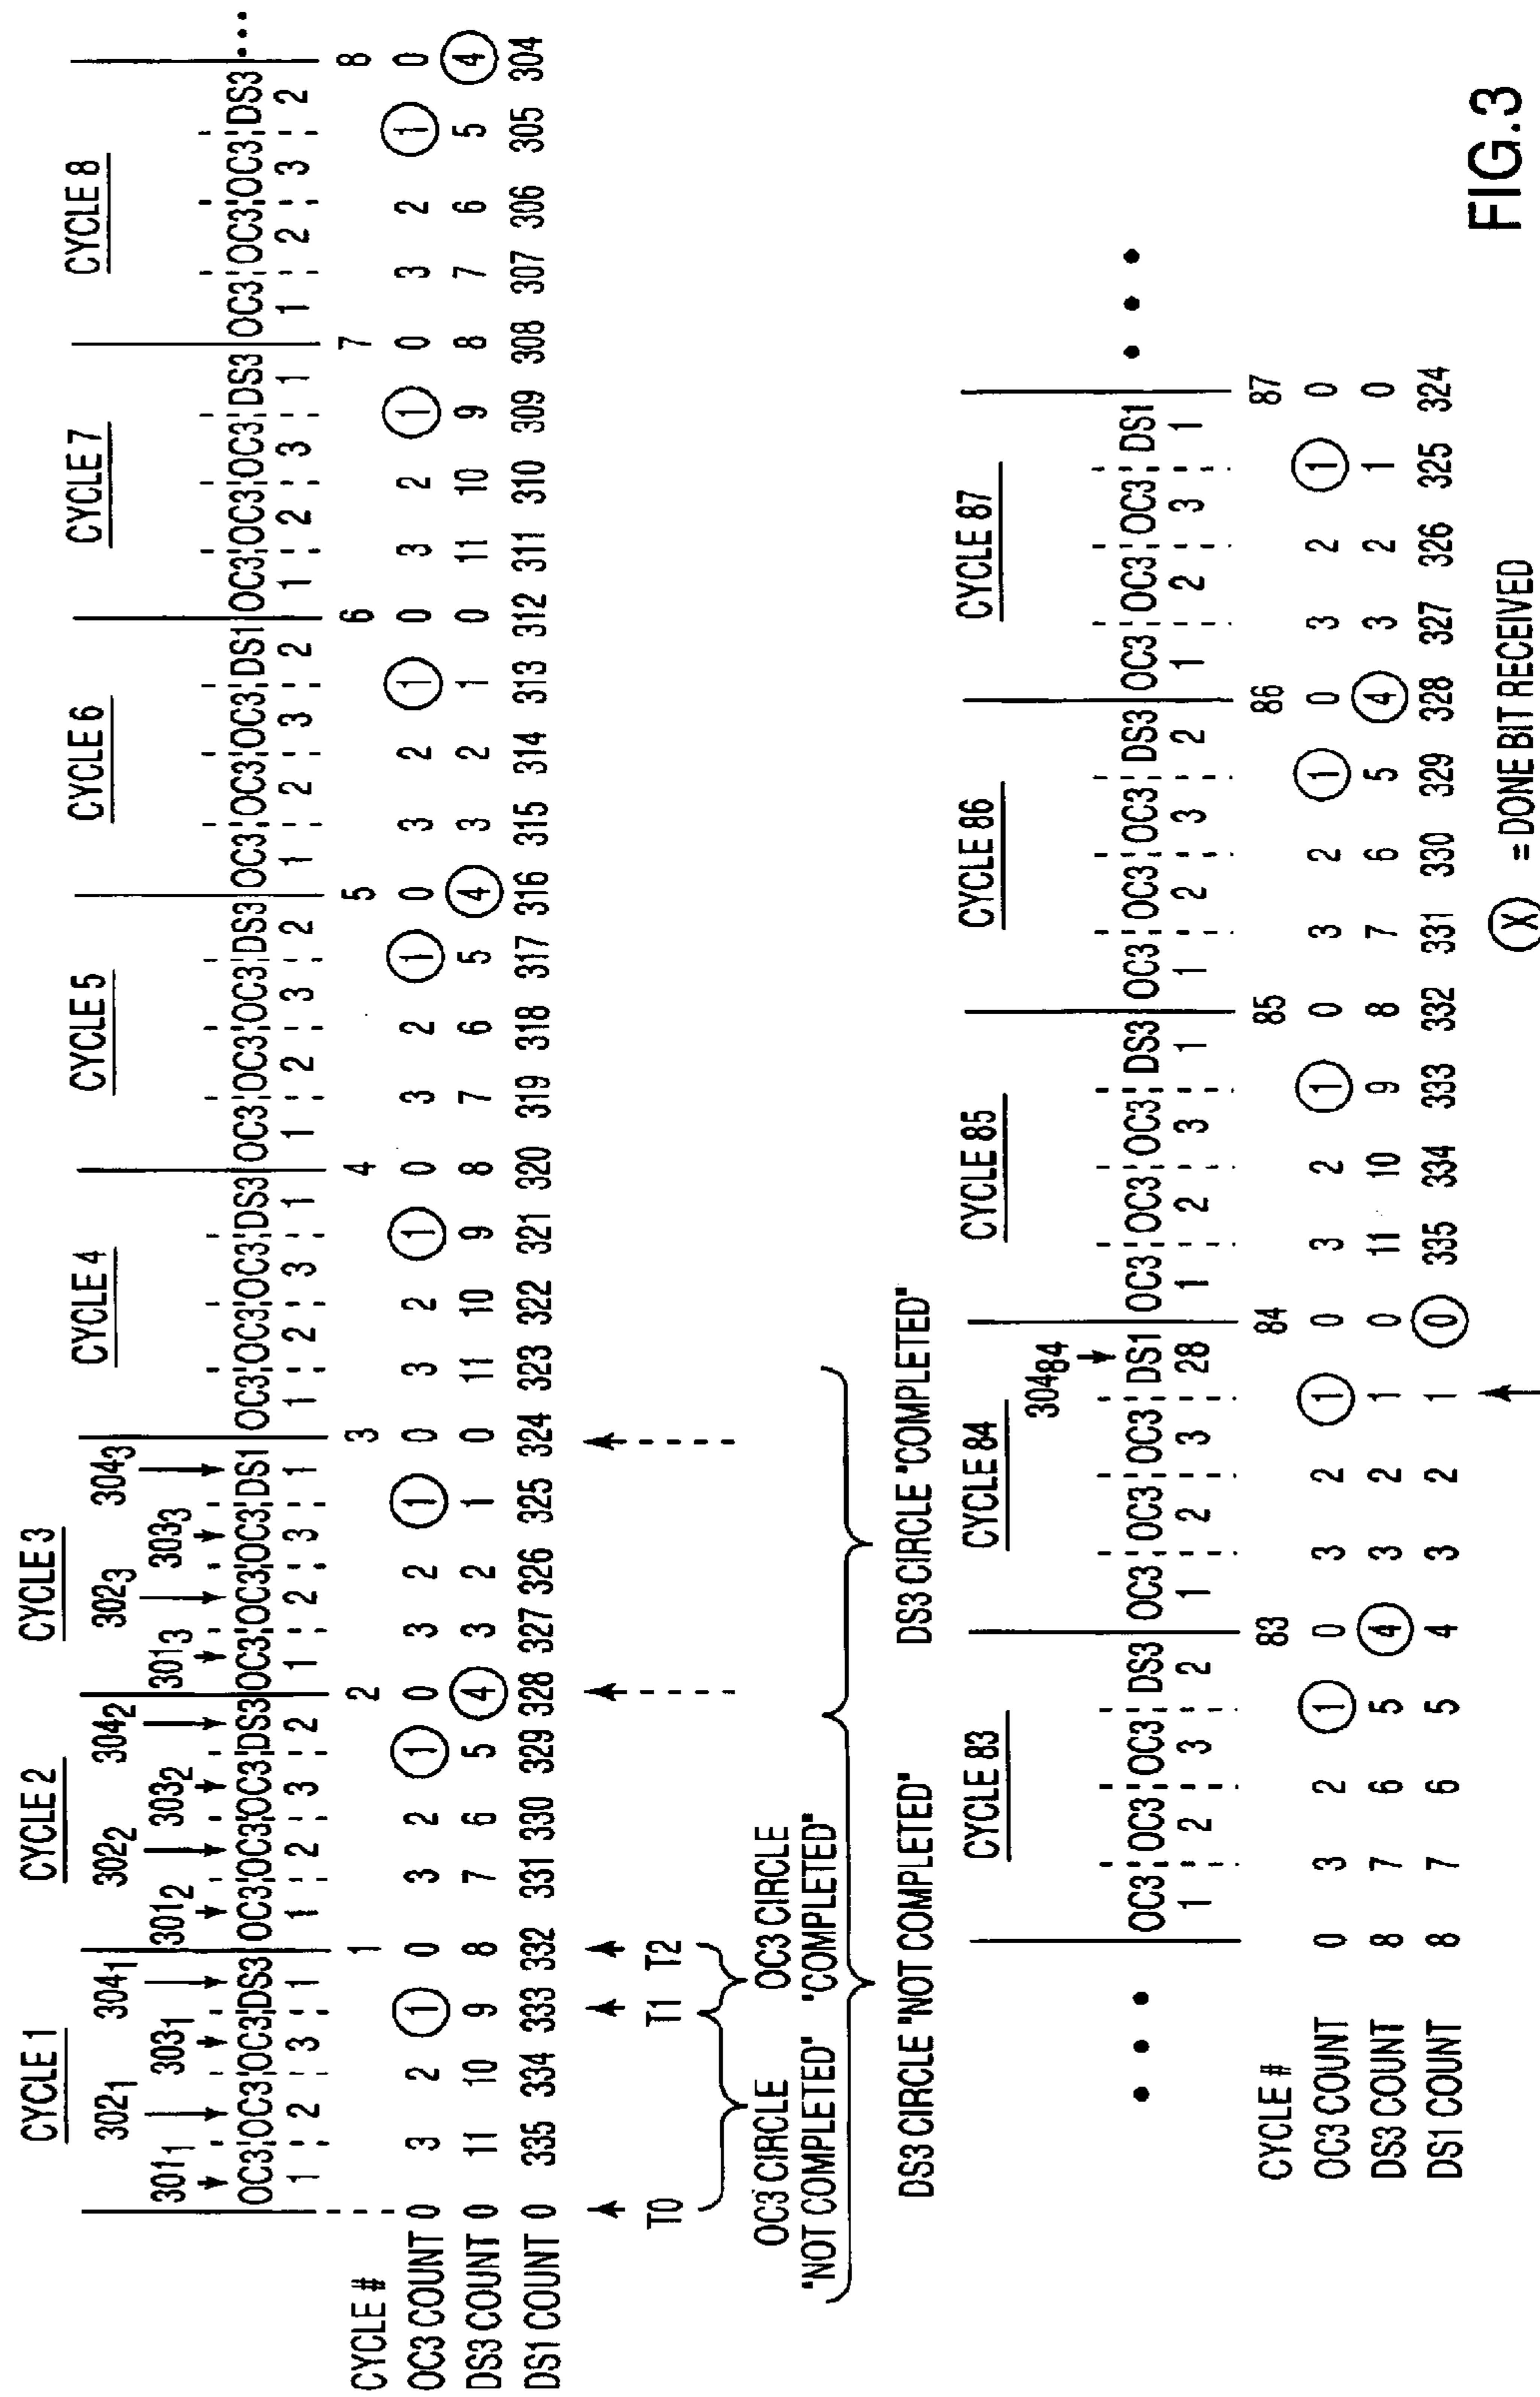 CYCLE 1 CYCLE 2 CYCLE 3 CYCLE 4 CYCLE 5 CYCLE 6 CYCLE 7 CYCLE 8
301₁ 302₁ 303₁ 304₁ 301₂ 302₂ 303₂ 304₂ 301₃ 302₃ 303₃ 304₃
OC3 OC3 OC3 DS3 OC3 OC3 OC3 DS3 OC3 OC3 OC3 DS1 OC3 OC3 OC3 DS3 OC3 OC3 OC3 DS3 OC3 OC3 OC3 DS1 OC3 OC3 OC3 DS3 OC3 OC3 OC3 DS3 •••
1 2 3 1 1 2 3 2 1 2 3 1 1 2 3 1 1 2 3 2 1 2 3 2 1 2 3 1 1 2 3 2
CYCLE # 1 2 3 4 5 6 7 8
OC3 COUNT 0 3 2 1 0 3 2 1 0 3 2 1 0 3 2 1 0 3 2 1 0 3 2 1 0 3 2 1 0 3 2 1 0
DS3 COUNT 0 11 10 9 8 7 6 5 4 3 2 1 0 11 10 9 8 7 6 5 4 3 2 1 0 11 10 9 8 7 6 5 4
DS1 COUNT 0 335 334 333 332 331 330 329 328 327 326 325 324 323 322 321 320 319 318 317 316 315 314 313 312 311 310 309 308 307 306 305 304
T0 T1 T2
OC3 CIRCLE "NOT COMPLETED"
OC3 CIRCLE "COMPLETED"
DS3 CIRCLE "NOT COMPLETED" DS3 CIRCLE "COMPLETED"
CYCLE 83 CYCLE 84 CYCLE 85 CYCLE 86 CYCLE 87
304₈₄
••• OC3 OC3 OC3 DS3 OC3 OC3 OC3 DS1 OC3 OC3 OC3 DS3 OC3 OC3 OC3 DS3 OC3 OC3 OC3 DS1 •••
1 2 3 2 1 2 3 28 1 2 3 1 1 2 3 2 1 2 3 1
CYCLE # 83 84 85 86 87
OC3 COUNT 0 3 2 1 0 3 2 1 0 3 2 1 0 3 2 1 0 3 2 1 0
DS3 COUNT 8 7 6 5 4 3 2 1 0 11 10 9 8 7 6 5 4 3 2 1 0
DS1 COUNT 8 7 6 5 4 3 2 1 0 335 334 333 332 331 330 329 328 327 326 325 324
X = DONE BIT RECEIVED
FIG.3